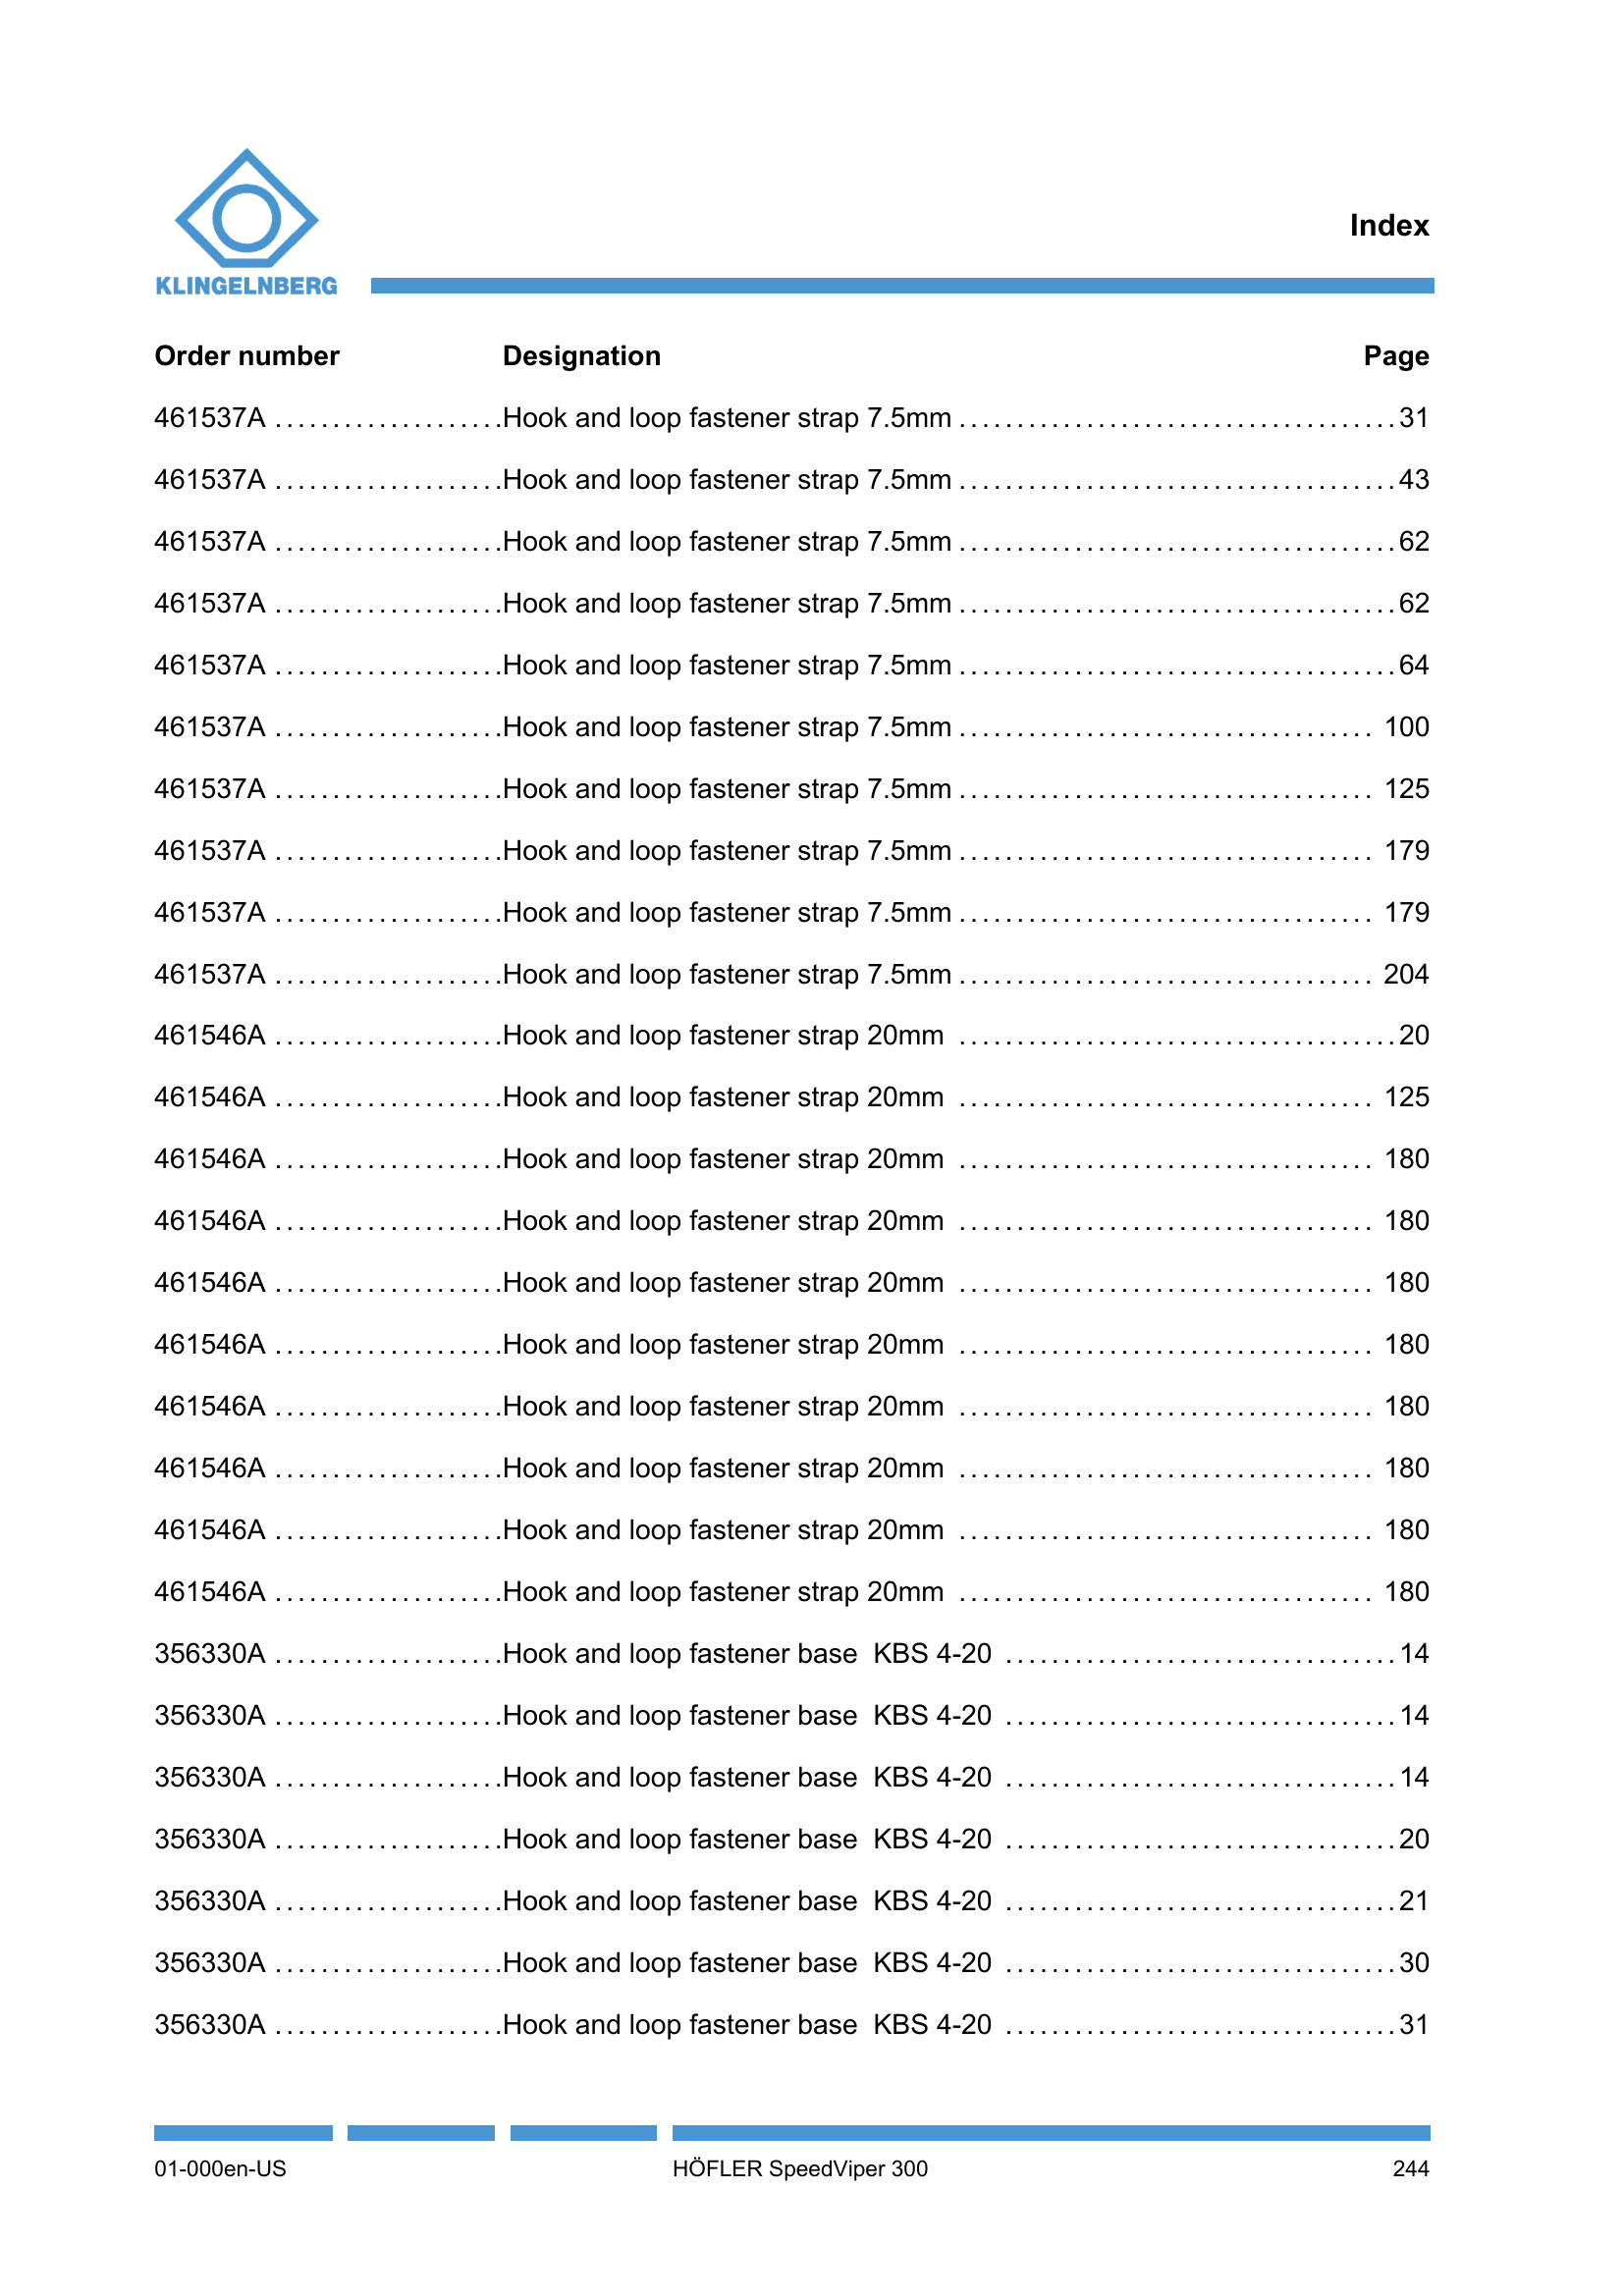 KLINGELNBERG
Index
Order number Designation Page
461537A ....................Hook and loop fastener strap 7.5mm ......................................31
461537A ....................Hook and loop fastener strap 7.5mm ......................................43
461537A ....................Hook and loop fastener strap 7.5mm ......................................62
461537A ....................Hook and loop fastener strap 7.5mm ......................................62
461537A ....................Hook and loop fastener strap 7.5mm ......................................64
461537A ....................Hook and loop fastener strap 7.5mm .................................... 100
461537A ....................Hook and loop fastener strap 7.5mm .................................... 125
461537A ....................Hook and loop fastener strap 7.5mm .................................... 179
461537A ....................Hook and loop fastener strap 7.5mm .................................... 179
461537A ....................Hook and loop fastener strap 7.5mm .................................... 204
461546A ....................Hook and loop fastener strap 20mm ......................................20
461546A ....................Hook and loop fastener strap 20mm .................................... 125
461546A ....................Hook and loop fastener strap 20mm .................................... 180
461546A ....................Hook and loop fastener strap 20mm .................................... 180
461546A ....................Hook and loop fastener strap 20mm .................................... 180
461546A ....................Hook and loop fastener strap 20mm .................................... 180
461546A ....................Hook and loop fastener strap 20mm .................................... 180
461546A ....................Hook and loop fastener strap 20mm .................................... 180
461546A ....................Hook and loop fastener strap 20mm .................................... 180
461546A ....................Hook and loop fastener strap 20mm .................................... 180
356330A ....................Hook and loop fastener base KBS 4-20 ..................................14
356330A ....................Hook and loop fastener base KBS 4-20 ..................................14
356330A ....................Hook and loop fastener base KBS 4-20 ..................................14
356330A ....................Hook and loop fastener base KBS 4-20 ..................................20
356330A ....................Hook and loop fastener base KBS 4-20 ..................................21
356330A ....................Hook and loop fastener base KBS 4-20 ..................................30
356330A ....................Hook and loop fastener base KBS 4-20 ..................................31
01-000en-US HÖFLER SpeedViper 300 244